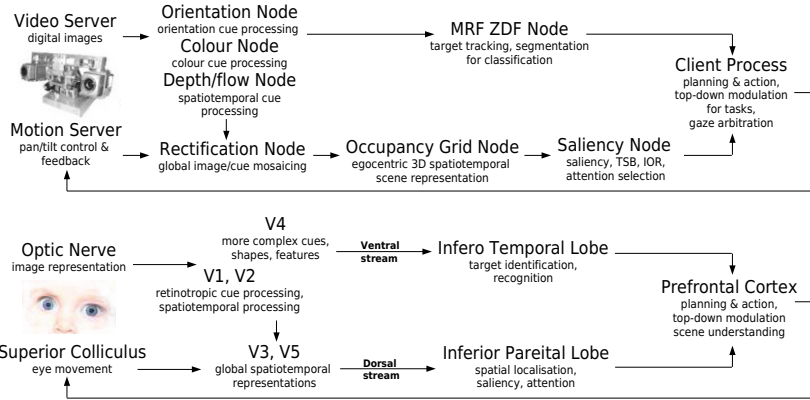 Video Server
digital images
Orientation Node
orientation cue processing
Colour Node
colour cue processing
Depth/flow Node
spatiotemporal cue
processing
MRF ZDF Node
target tracking, segmentation
for classification
Client Process
planning & action,
top-down modulation
for tasks,
gaze arbitration
Motion Server
pan/tilt control &
feedback
Rectification Node
global image/cue mosaicing
Occupancy Grid Node
egocentric 3D spatiotemporal
scene representation
Saliency Node
saliency, TSB, IOR,
attention selection
Optic Nerve
image representation
V4
more complex cues,
shapes, features
V1, V2
retinotropic cue processing,
spatiotemporal processing
Ventral
stream
Infero Temporal Lobe
target identification,
recognition
Prefrontal Cortex
planning & action,
top-down modulation
scene understanding
Superior Colliculus
eye movement
V3, V5
global spatiotemporal
representations
Dorsal
stream
Inferior Pareital Lobe
spatial localisation,
saliency, attention